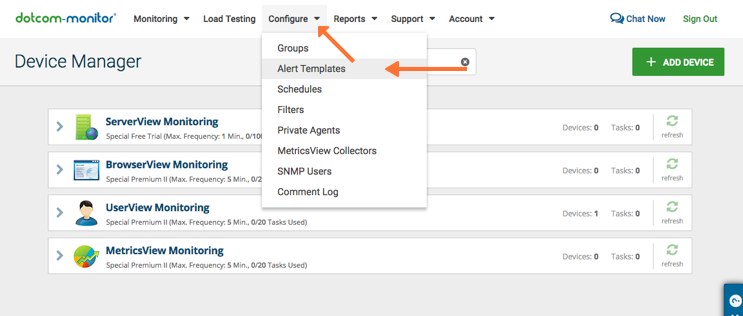 dotcom-monitor Monitoring Load Testing Configure Reports Support Account Chat Now Sign Out
Device Manager
ADD DEVICE
Groups
Alert Templates
Schedules
Filters
Private Agents
MetricsView Collectors
SNMP Users
Comment Log
ServerView Monitoring
Special Free Trial (Max. Frequency: 1 Min., 0/100
Devices: 0 Tasks: 0 refresh
BrowserView Monitoring
Special Premium II (Max. Frequency: 5 Min., 0/2
Devices: 0 Tasks: 0 refresh
UserView Monitoring
Special Premium II (Max. Frequency: 5 Min., 0/20 Tasks Used)
Devices: 1 Tasks: 0 refresh
MetricsView Monitoring
Special Premium II (Max. Frequency: 5 Min., 0/20 Tasks Used)
Devices: 0 Tasks: 0 refresh